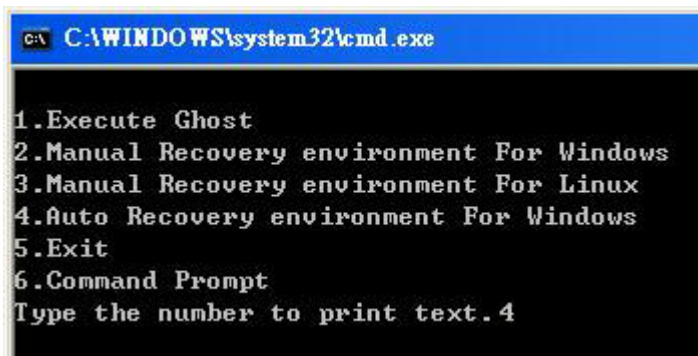 C:\WINDOWS\system32\cmd.exe
1.Execute Ghost
2.Manual Recovery environment For Windows
3.Manual Recovery environment For Linux
4.Auto Recovery environment For Windows
5.Exit
6.Command Prompt
Type the number to print text.4